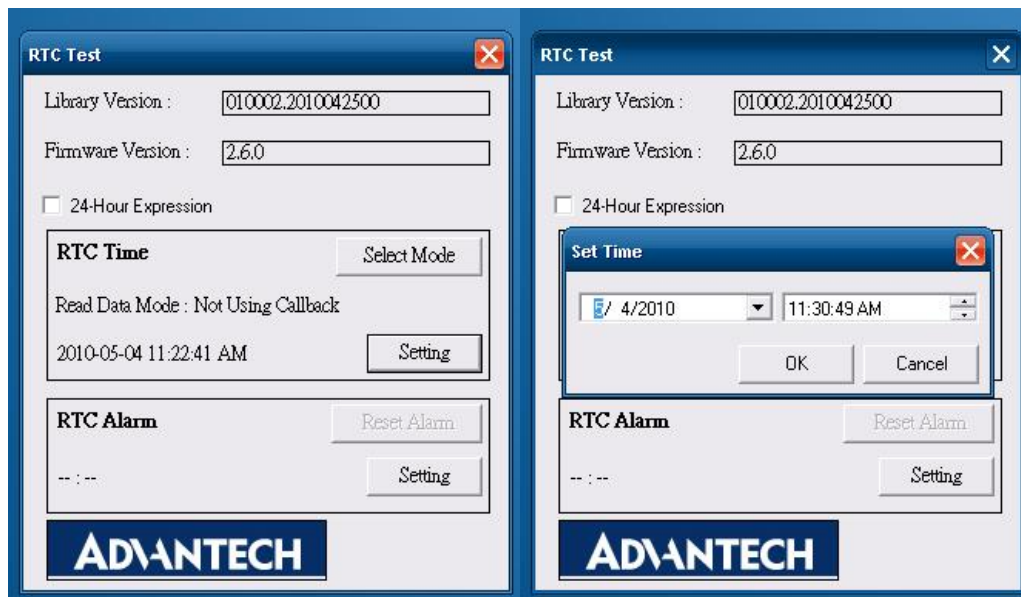 RTC Test
Library Version : 010002.2010042500
Firmware Version : 2.6.0
24-Hour Expression
RTC Time Select Mode
Read Data Mode : Not Using Callback
2010-05-04 11:22:41 AM Setting
RTC Alarm Reset Alarm
-- : -- Setting
ADVANTECH
RTC Test
Library Version : 010002.2010042500
Firmware Version : 2.6.0
24-Hour Expression
Set Time
5/ 4/2010 11:30:49 AM
OK Cancel
RTC Alarm Reset Alarm
-- : -- Setting
ADVANTECH